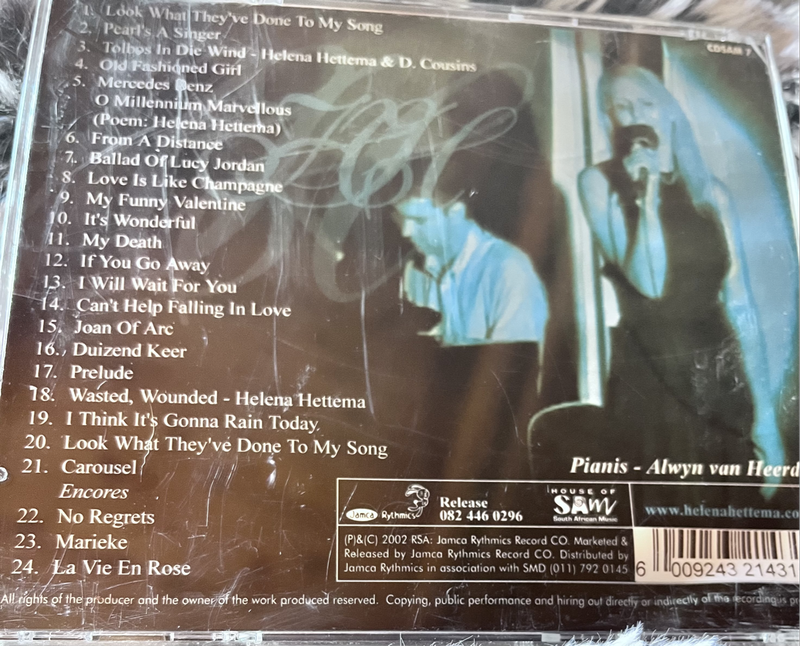 1. Look What They've Done To My Song
2. Pearl's A Singer
3. Tolbos In Die Wind - Helena Hettema & D. Cousins
4. Old Fashioned Girl
5. Mercedes Benz
O Millennium Marvellous
(Poem: Helena Hettema)
6. From A Distance
7. Ballad Of Lucy Jordan
8. Love Is Like Champagne
9. My Funny Valentine
10. It's Wonderful
11. My Death
12. If You Go Away
13. I Will Wait For You
14. Can't Help Falling In Love
15. Joan Of Arc
16. Duizend Keer
17. Prelude
18. Wasted, Wounded - Helena Hettema
19. I Think It's Gonna Rain Today.
20. Look What They've Done To My Song
21. Carousel
Encores
22. No Regrets
23. Marieke
24. La Vie En Rose
CDSAM 7
Pianis - Alwyn van Heerd
Jamca Rythmics
Release
082 446 0296
HOUSE OF
SAM
South African Music
www.helenahettema.co
(P)&(C) 2002 RSA: Jamca Rythmics Record CO. Marketed &
Released by Jamca Rythmics Record CO. Distributed by
Jamca Rythmics in association with SMD (011) 792 0145
6 009243 21431
All rights of the producer and the owner of the work produced reserved. Copying, public performance and hiring out directly or indirectly of the recordings pr